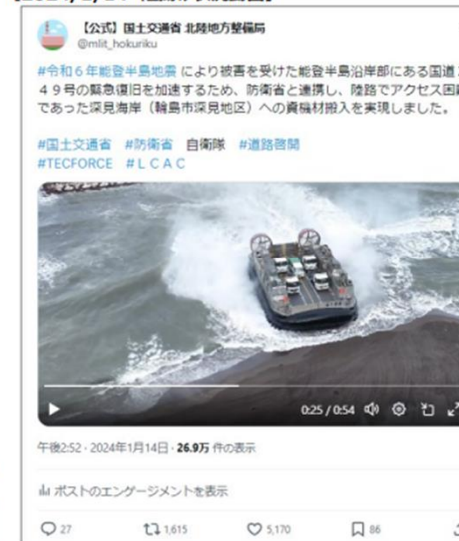 【公式】国土交通省 北陸地方整備局
@mlit_hokuriku
#令和６年能登半島地震 により被害を受けた能登半島沿岸部にある国道
４９号の緊急復旧を加速するため、防衛省と連携し、陸路でアクセス困
であった深見海岸（輪島市深見地区）への資機材搬入を実現しました。
#国土交通省 #防衛省 自衛隊 #道路啓開
#TECFORCE #ＬＣＡＣ
0:25 / 0:54
午後2:52 · 2024年1月14日 · 26.9万 件の表示
ポストのエンゲージメントを表示
27 1,615 5,170 86